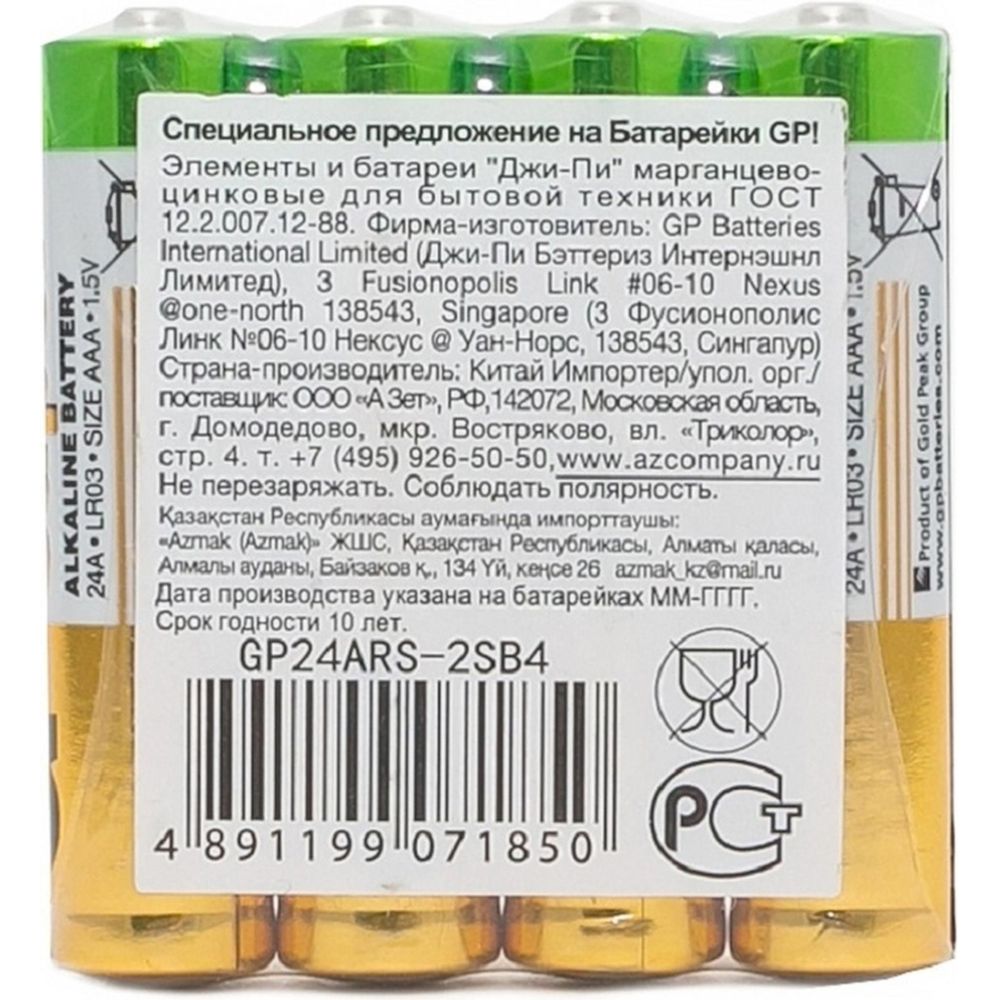 Специальное предложение на Батарейки GP!
Элементы и батареи "Джи-Пи" марганцево-
цинковые для бытовой техники ГОСТ
12.2.007.12-88. Фирма-изготовитель: GP Batteries
International Limited (Джи-Пи Бэттериз Интернэшнл
Лимитед), 3 Fusionopolis Link #06-10 Nexus
@one-north 138543, Singapore (3 Фусионополис
Линк №06-10 Нексус @ Уан-Норс, 138543, Сингапур)
Страна-производитель: Китай Импортер/упол. орг./
поставщик: ООО «А Зет», РФ,142072, Московская область,
г. Домодедово, мкр. Востряково, вл. «Триколор»,
стр. 4. т. +7 (495) 926-50-50,www.azcompany.ru
Не перезаряжать. Соблюдать полярность.
Қазақстан Республикасы аумағында импорттаушы:
«Azmak (Azmak)» ЖШС, Қазақстан Республикасы, Алматы қаласы,
Алмалы ауданы, Байзаков қ., 134 Үй, кеңсе 26 azmak_kz@mail.ru
Дата производства указана на батарейках ММ-ГГГГ.
Срок годности 10 лет.
GP24ARS-2SB4
4 891199 071850
РСТ
ALKALINE BATTERY
24A • LR03 • SIZE AAA • 1.5V
24A • LR03 • SIZE AAA • 1.5V
Product of Gold Peak Group
www.gpbatteries.com